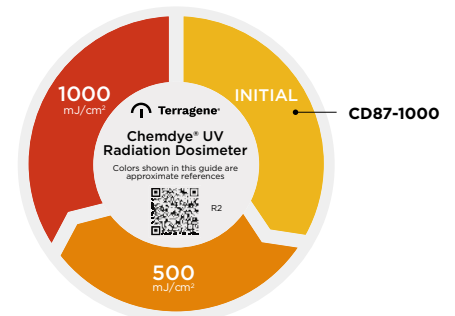 1000
mJ/cm²
INITIAL
CD87-1000
Terragene®
Chemdye® UV
Radiation Dosimeter
Colors shown in this guide are
approximate references
R2
500
mJ/cm²